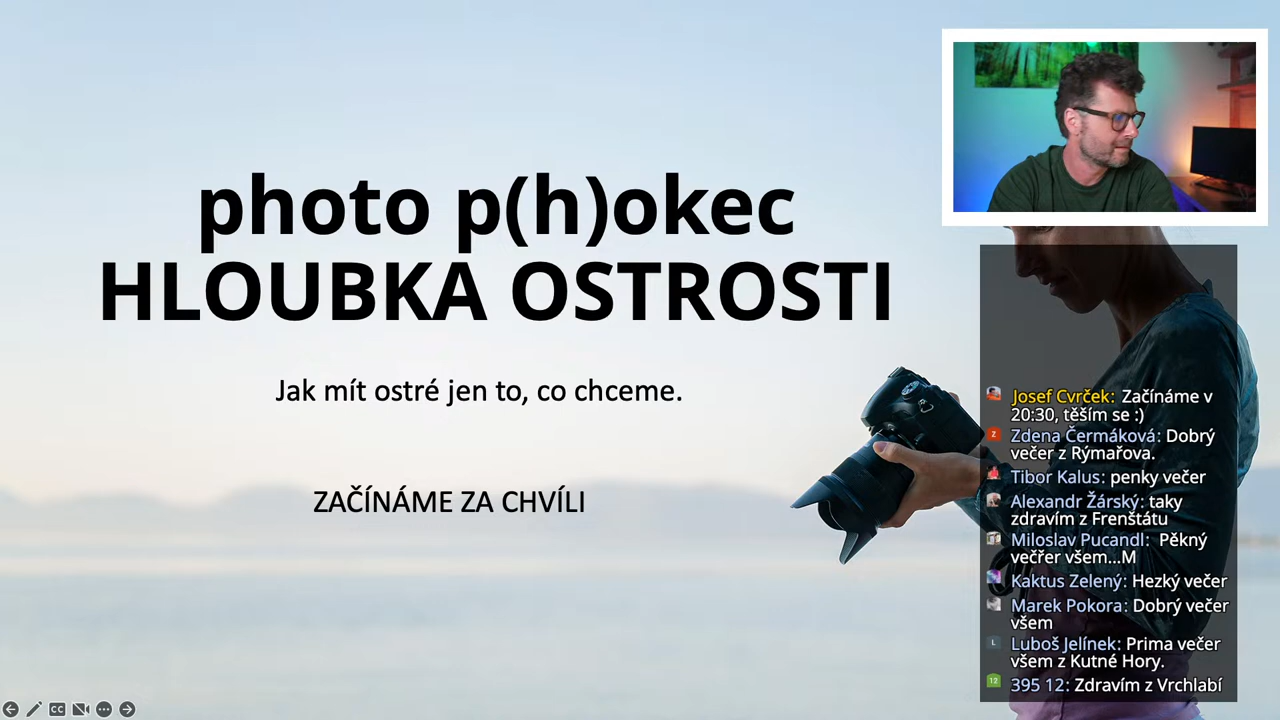 photo p(h)okec
HLOUBKA OSTROSTI
Jak mít ostré jen to, co chceme.
ZAČÍNÁME ZA CHVÍLI
Josef Cvrček: Začínáme v
20:30, těším se :)
Z
Zdena Čermáková: Dobrý
večer z Rýmařova.
Tibor Kalus: penky večer
Alexandr Žárský: taky
zdravím z Frenštátu
Miloslav Pucandl: Pěkný
večřer všem...M
Kaktus Zelený: Hezký večer
Marek Pokora: Dobrý večer
všem
L
Luboš Jelínek: Prima večer
všem z Kutné Hory.
12
395 12: Zdravím z Vrchlabí
CC